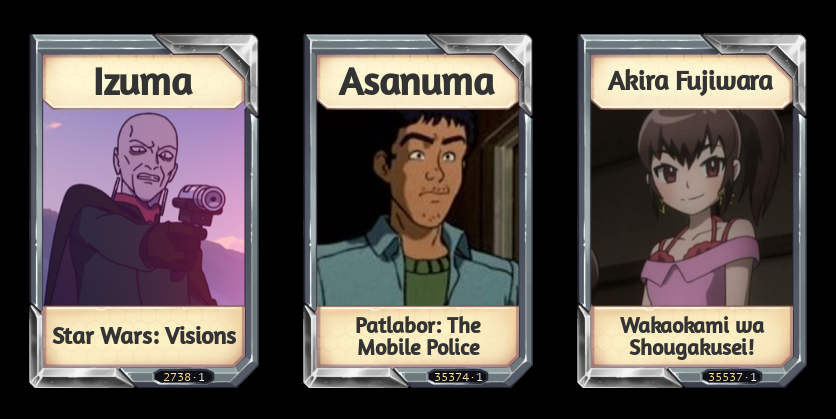 Izuma
Star Wars: Visions
2738·1
Asanuma
Patlabor: The
Mobile Police
35374·1
Akira Fujiwara
Wakaokami wa
Shougakusei!
35537·1